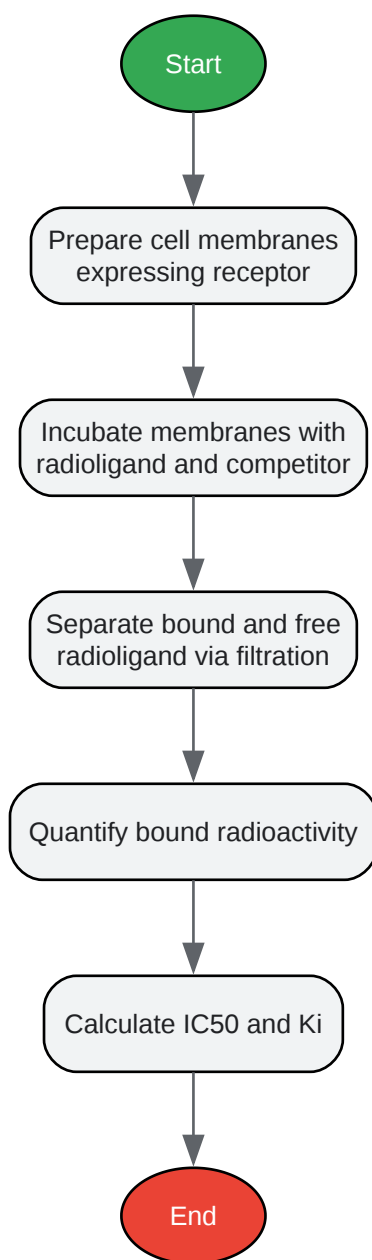 Start
Prepare cell membranes
expressing receptor
Incubate membranes with
radioligand and competitor
Separate bound and free
radioligand via filtration
Quantify bound radioactivity
Calculate IC50 and Ki
End